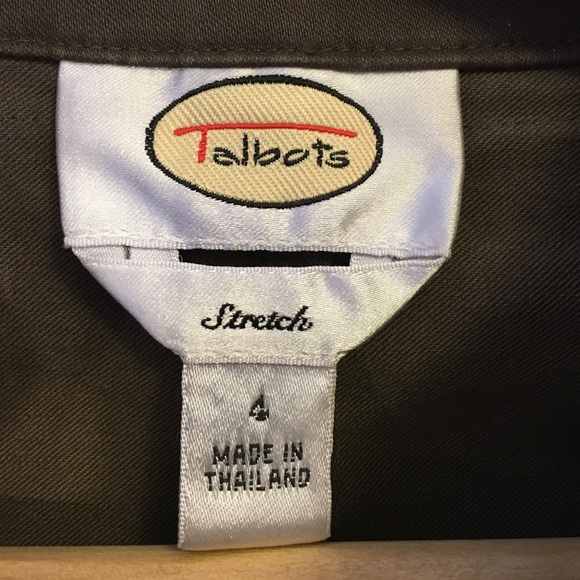 Talbots
Stretch
4
MADE IN
THAILAND